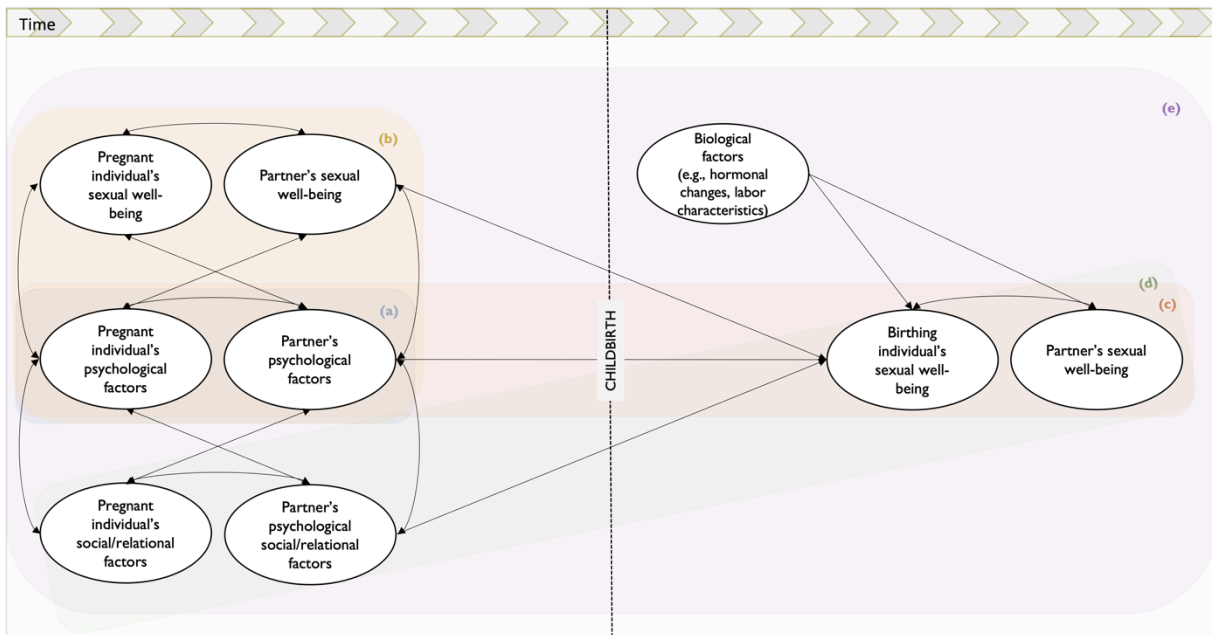 Time
(e)
(b)
Pregnant
individual's
sexual well-
being
Partner's sexual
well-being
Biological
factors
(e.g., hormonal
changes, labor
characteristics)
(d)
(c)
(a)
Pregnant
individual's
psychological
factors
Partner's
psychological
factors
CHILDBIRTH
Birthing
individual's
sexual well-
being
Partner's sexual
well-being
Pregnant
individual's
social/relational
factors
Partner's
psychological
social/relational
factors